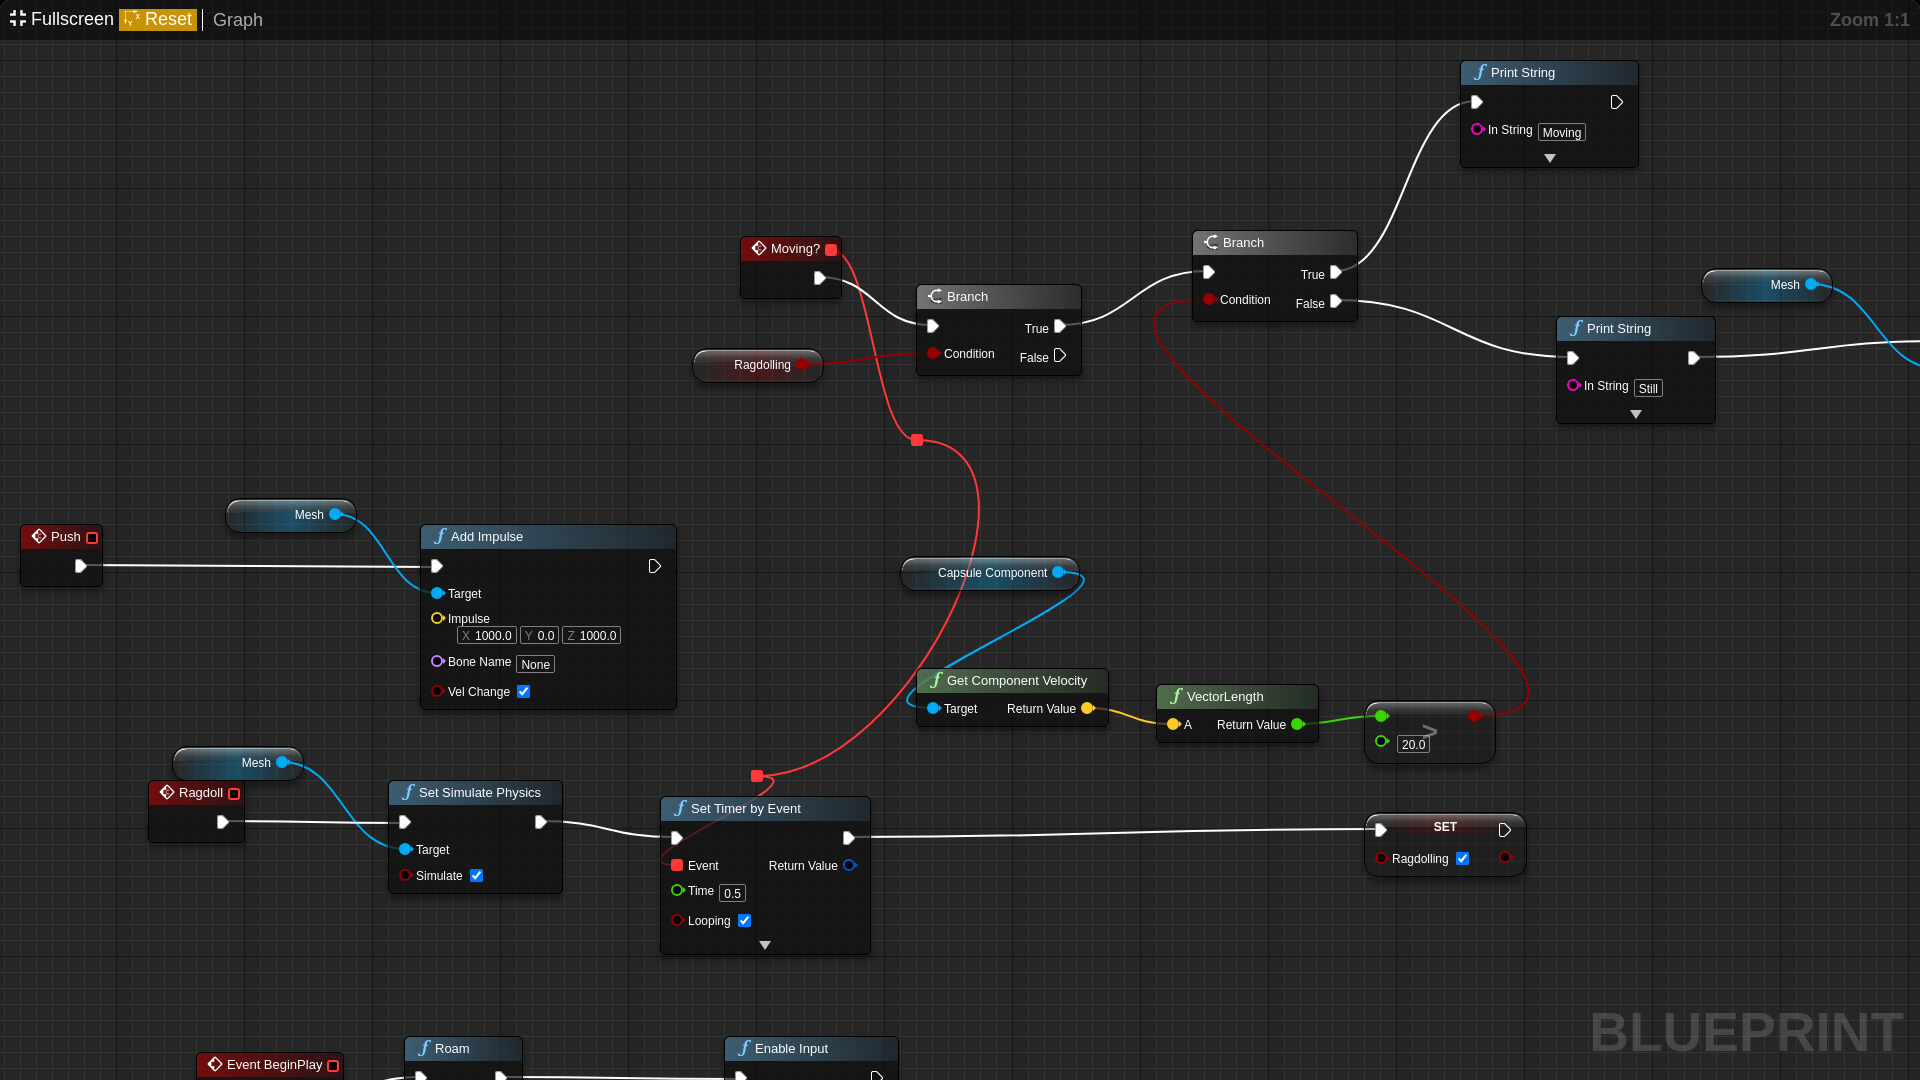 Fullscreen Reset Graph Zoom 1:1
Print String
In String Moving
Moving?
Branch
True
Condition False
Ragdolling
Branch
True
Condition False
Mesh
Print String
In String Still
Push
Mesh
Add Impulse
Target
Impulse
X 1000.0 Y 0.0 Z 1000.0
Bone Name None
Vel Change
Capsule Component
Get Component Velocity
Target Return Value
VectorLength
A Return Value
>
20.0
Mesh
Ragdoll
Set Simulate Physics
Target
Simulate
Set Timer by Event
Event Return Value
Time 0.5
Looping
SET
Ragdolling
Event BeginPlay
Roam
Enable Input
BLUEPRINT